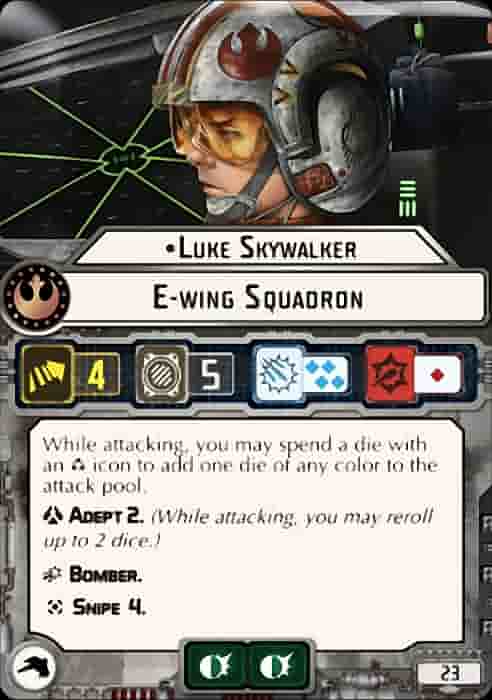 •Luke Skywalker
E-wing Squadron
4 5
While attacking, you may spend a die with
an icon to add one die of any color to the
attack pool.
Adept 2. (While attacking, you may reroll
up to 2 dice.)
Bomber.
Snipe 4.
23